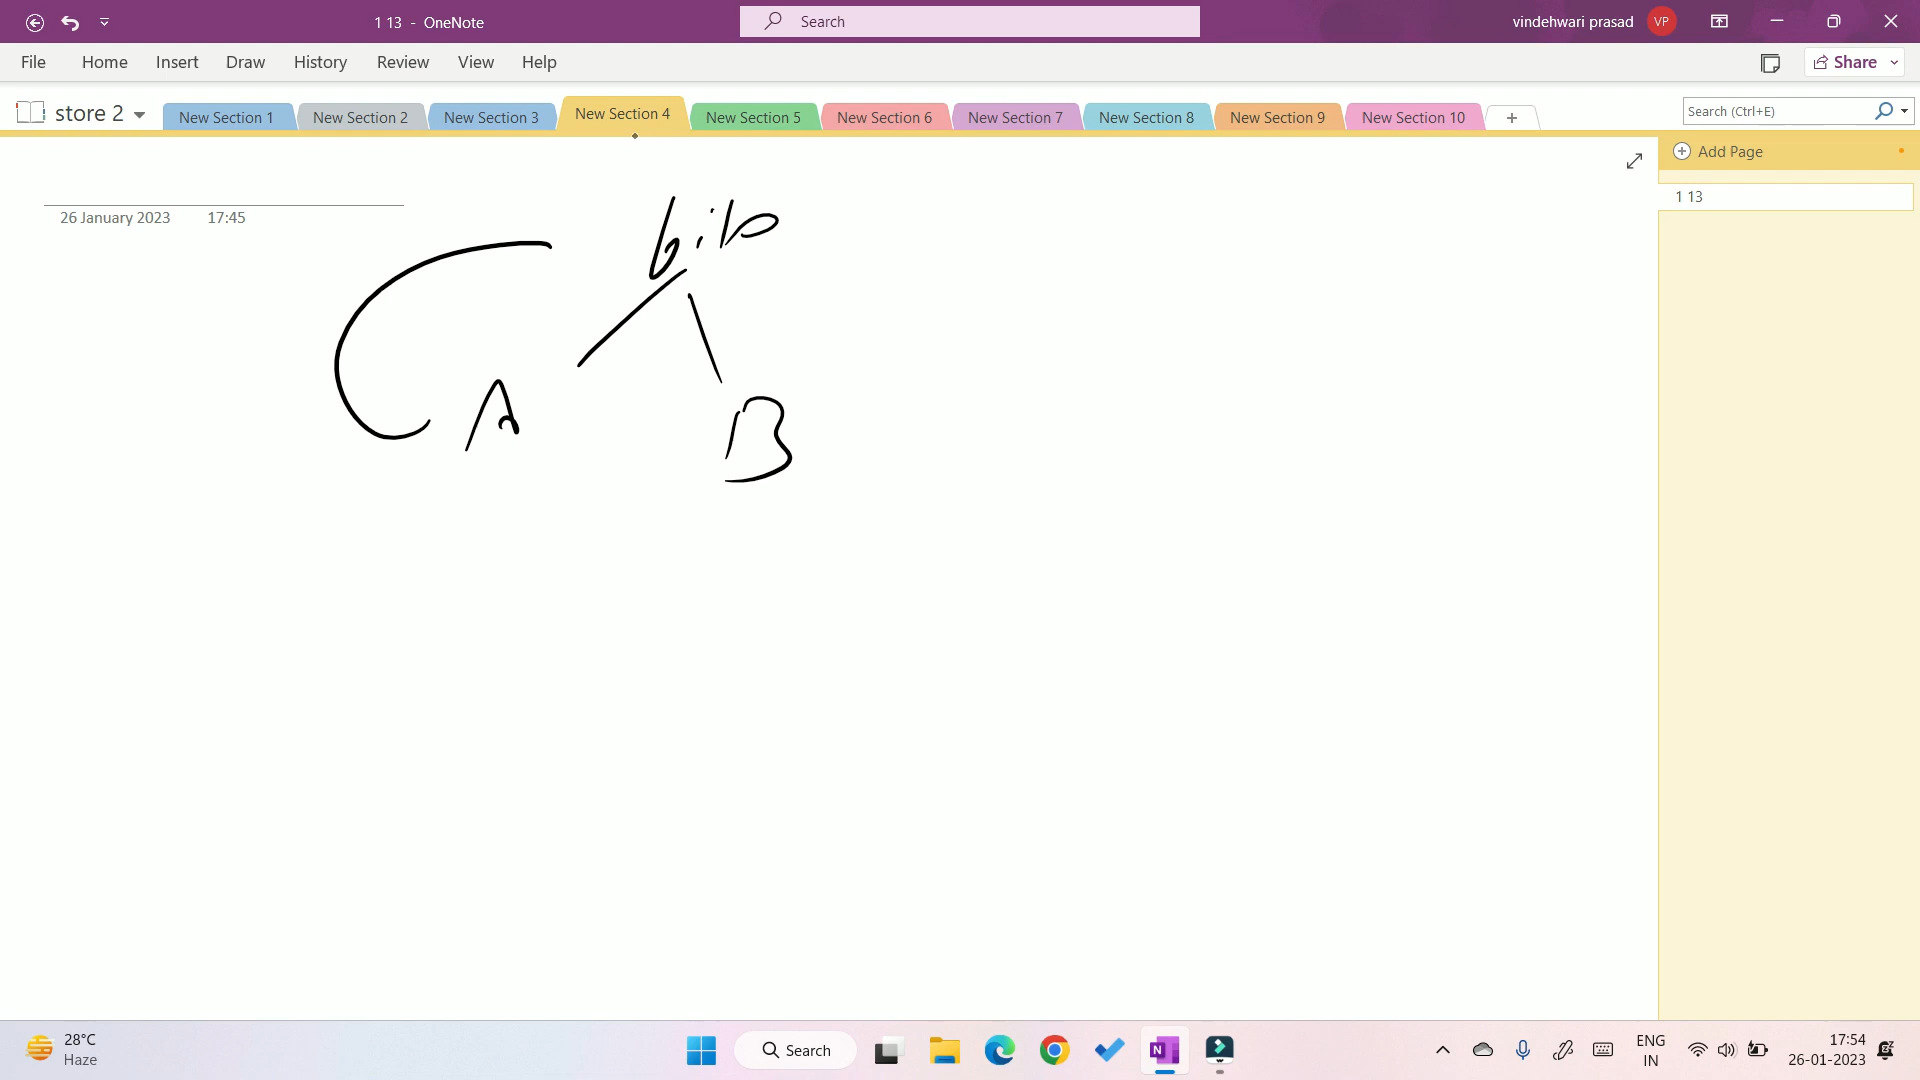 1 13 - OneNote
Search
vindehwari prasad VP
File Home Insert Draw History Review View Help
Share
store 2
New Section 1 New Section 2 New Section 3 New Section 4 New Section 5 New Section 6 New Section 7 New Section 8 New Section 9 New Section 10 +
Search (Ctrl+E)
Add Page
1 13
26 January 2023 17:45
A
B
28°C
Haze
Search
ENG
IN
17:54
26-01-2023